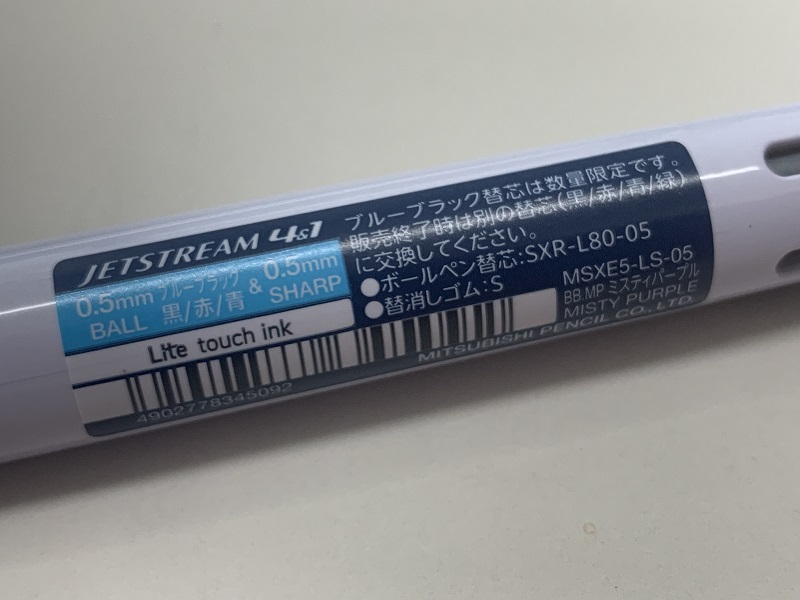 JETSTREAM 4&1
0.5mm ブルーブラック & 0.5mm
BALL 黒/赤/青 SHARP
Lite touch ink
4902778345092
ブルーブラック替芯は数量限定です。
販売終了時は別の替芯(黒/赤/青/緑)
に交換してください。
●ボールペン替芯:SXR-L80-05
●替消しゴム:S
MSXE5-LS-05
BB MP ミスティパープル
MISTY PURPLE
MITSUBISHI PENCIL CO., LTD.